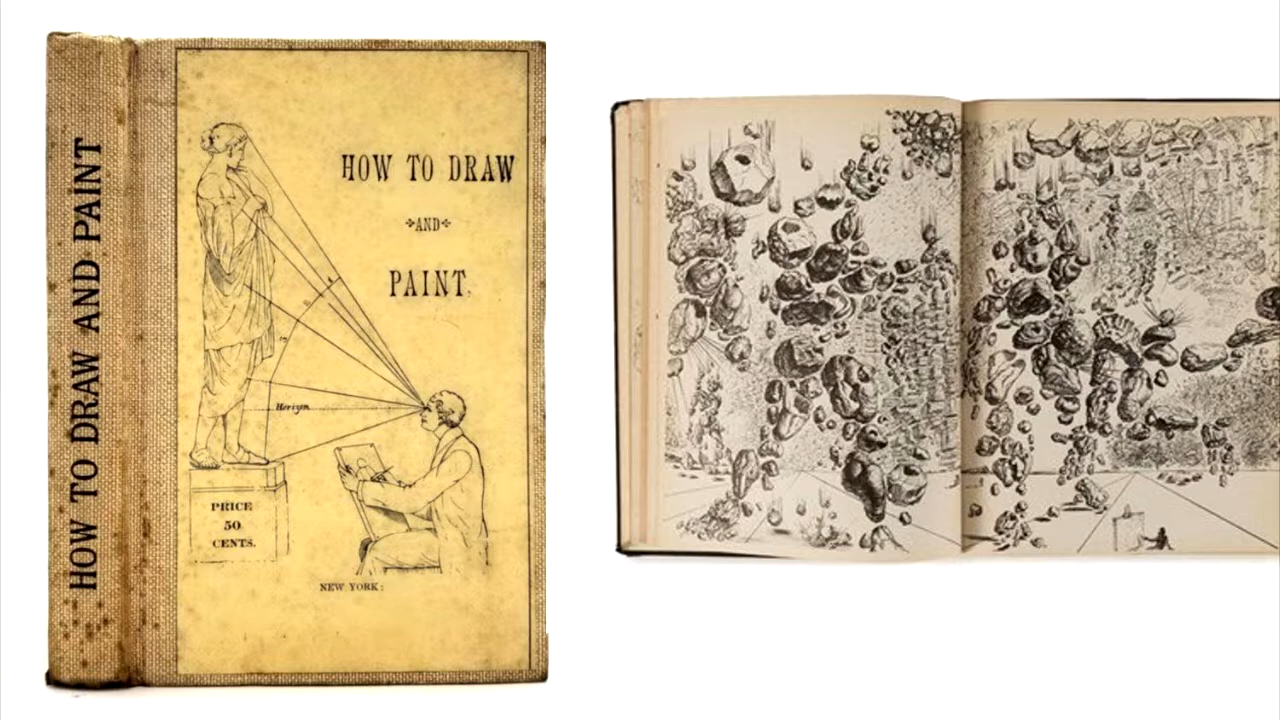 HOW TO DRAW AND PAINT
HOW TO DRAW
AND
PAINT.
Horizon
PRICE
50
CENTS.
NEW YORK: